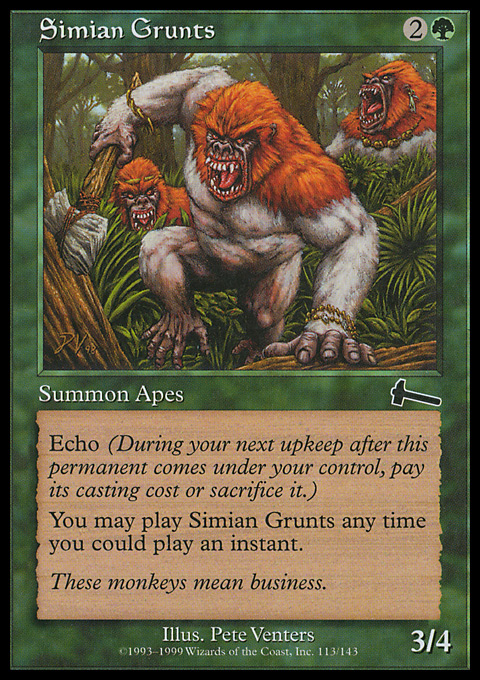 Simian Grunts 2
Summon Apes
Echo (During your next upkeep after this
permanent comes under your control, pay
its casting cost or sacrifice it.)
You may play Simian Grunts any time
you could play an instant.
These monkeys mean business.
Illus. Pete Venters
©1993–1999 Wizards of the Coast, Inc. 113/143
3/4